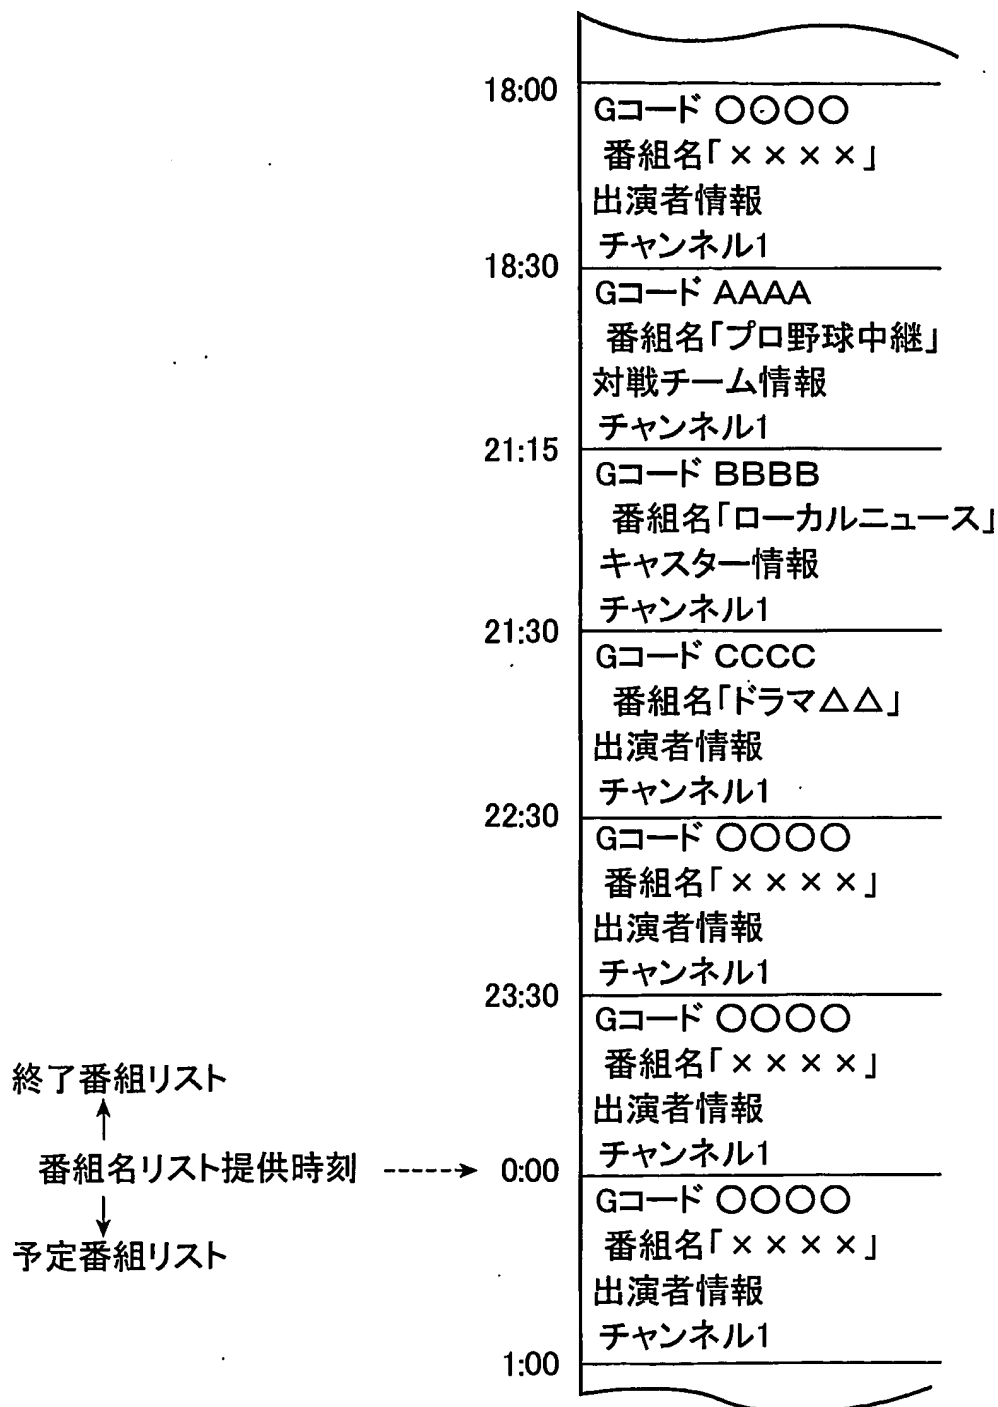 18:00
Gコード 〇〇〇〇
番組名「××××」
出演者情報
チャンネル1
18:30
Gコード AAAA
番組名「プロ野球中継」
対戦チーム情報
チャンネル1
21:15
Gコード BBBB
番組名「ローカルニュース」
キャスター情報
チャンネル1
21:30
Gコード CCCC
番組名「ドラマ△△」
出演者情報
チャンネル1
22:30
Gコード 〇〇〇〇
番組名「××××」
出演者情報
チャンネル1
23:30
Gコード 〇〇〇〇
番組名「××××」
出演者情報
チャンネル1
終了番組リスト
番組名リスト提供時刻
0:00
予定番組リスト
Gコード 〇〇〇〇
番組名「××××」
出演者情報
チャンネル1
1:00